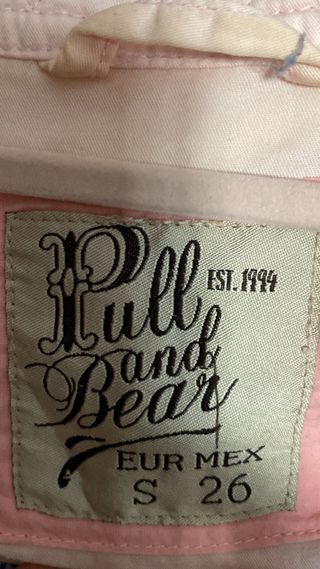 Pull EST. 1994
and
Bear
EUR MEX
S 26